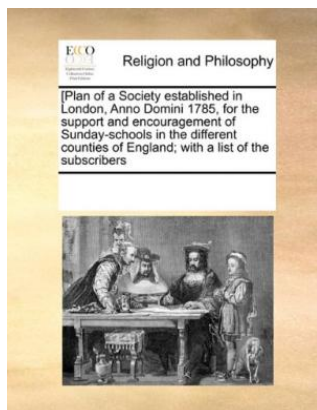 ECCO
Religion and Philosophy
[Plan of a Society established in
London, Anno Domini 1785, for the
support and encouragement of
Sunday-schools in the different
counties of England; with a list of the
subscribers